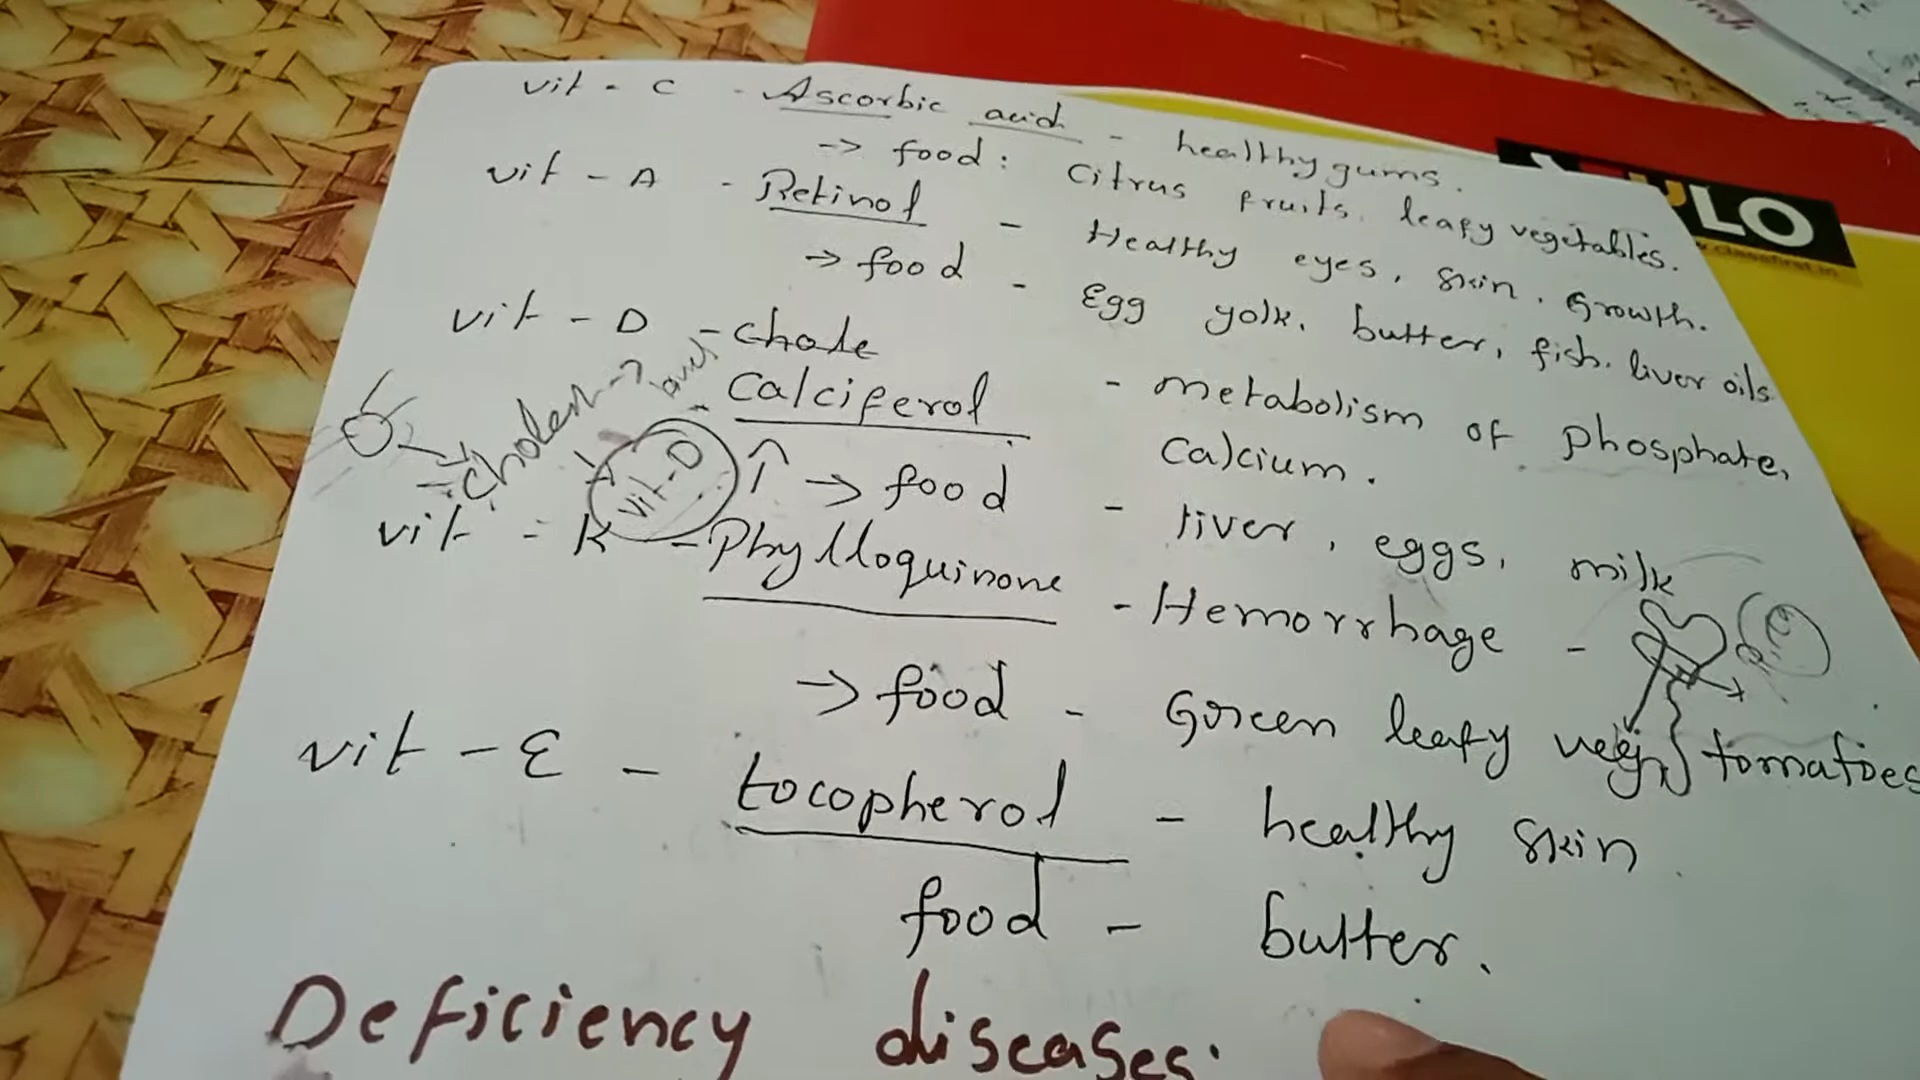 vit - C - Ascorbic acid - healthy gums.
-> food: Citrus fruits, leafy vegetables.
vit - A - Retinol - Healthy eyes, skin, Growth.
-> food - Egg yolk, butter, fish, liver oils
vit - D - chole
Calciferol - metabolism of phosphate,
calcium.
vit-D
↑ -> food - liver, eggs, milk
vit - K - Phylloquinone - Hemorrhage -
-> food - Green leafy veg, tomatoes
vit - E - tocopherol - healthy skin
food - butter.
Deficiency diseases:
LO